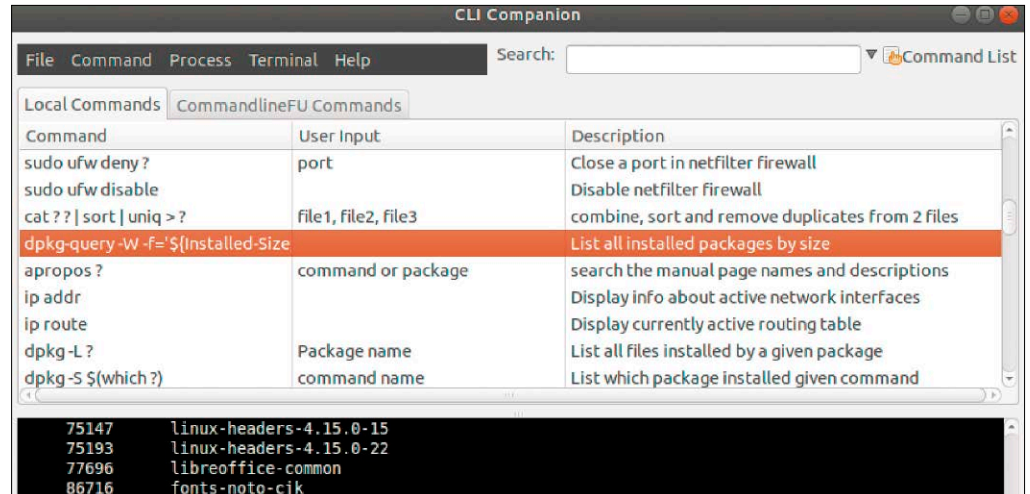 CLI Companion
File Command Process Terminal Help Search: Command List
Local Commands CommandlineFU Commands
Command User Input Description
sudo ufw deny ? port Close a port in netfilter firewall
sudo ufw disable Disable netfilter firewall
cat ? ? | sort | uniq > ? file1, file2, file3 combine, sort and remove duplicates from 2 files
dpkg-query -W -f='${Installed-Size List all installed packages by size
apropos ? command or package search the manual page names and descriptions
ip addr Display info about active network interfaces
ip route Display currently active routing table
dpkg -L ? Package name List all files installed by a given package
dpkg -S $(which ?) command name List which package installed given command
75147 linux-headers-4.15.0-15
75193 linux-headers-4.15.0-22
77696 libreoffice-common
86716 fonts-noto-cjk